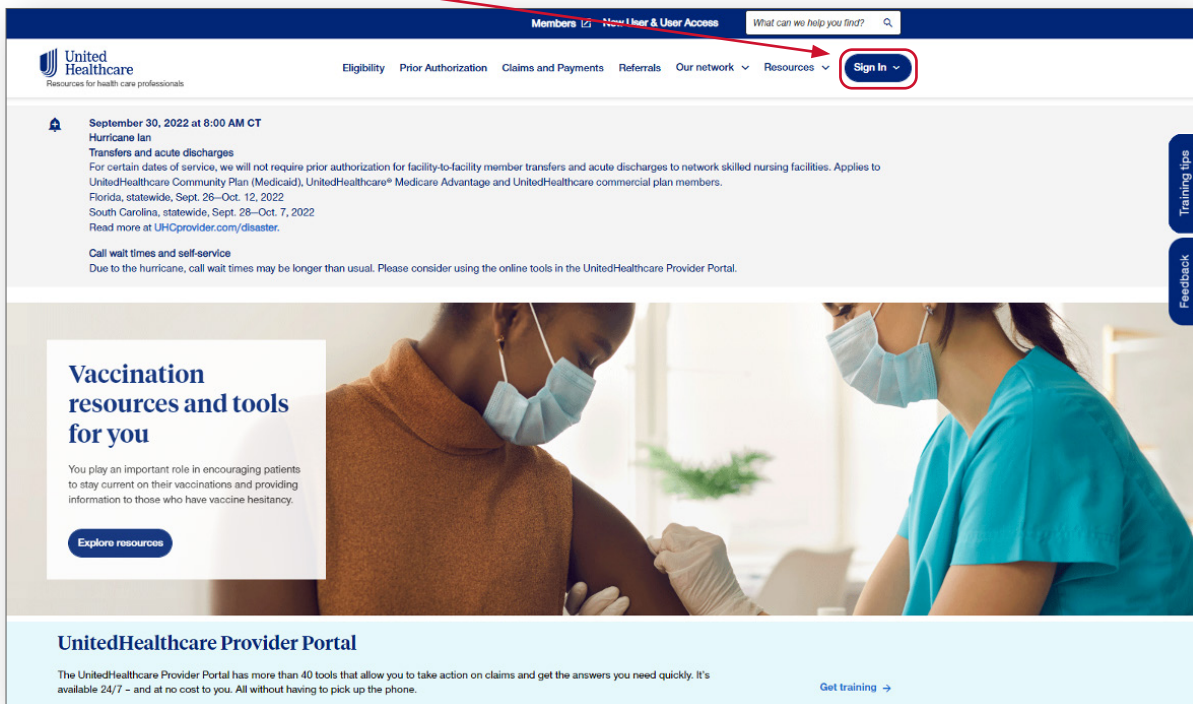 Members New User & User Access What can we help you find?
United
Healthcare
Resources for health care professionals
Eligibility Prior Authorization Claims and Payments Referrals Our network Resources Sign In
September 30, 2022 at 8:00 AM CT
Hurricane Ian
Transfers and acute discharges
For certain dates of service, we will not require prior authorization for facility-to-facility member transfers and acute discharges to network skilled nursing facilities. Applies to
UnitedHealthcare Community Plan (Medicaid), UnitedHealthcare® Medicare Advantage and UnitedHealthcare commercial plan members.
Florida, statewide, Sept. 26—Oct. 12, 2022
South Carolina, statewide, Sept. 28—Oct. 7, 2022
Read more at UHCprovider.com/disaster.
Call wait times and self-service
Due to the hurricane, call wait times may be longer than usual. Please consider using the online tools in the UnitedHealthcare Provider Portal.
Training tips
Feedback
Vaccination
resources and tools
for you
You play an important role in encouraging patients
to stay current on their vaccinations and providing
information to those who have vaccine hesitancy.
Explore resources
UnitedHealthcare Provider Portal
The UnitedHealthcare Provider Portal has more than 40 tools that allow you to take action on claims and get the answers you need quickly. It's
available 24/7 – and at no cost to you. All without having to pick up the phone.
Get training →